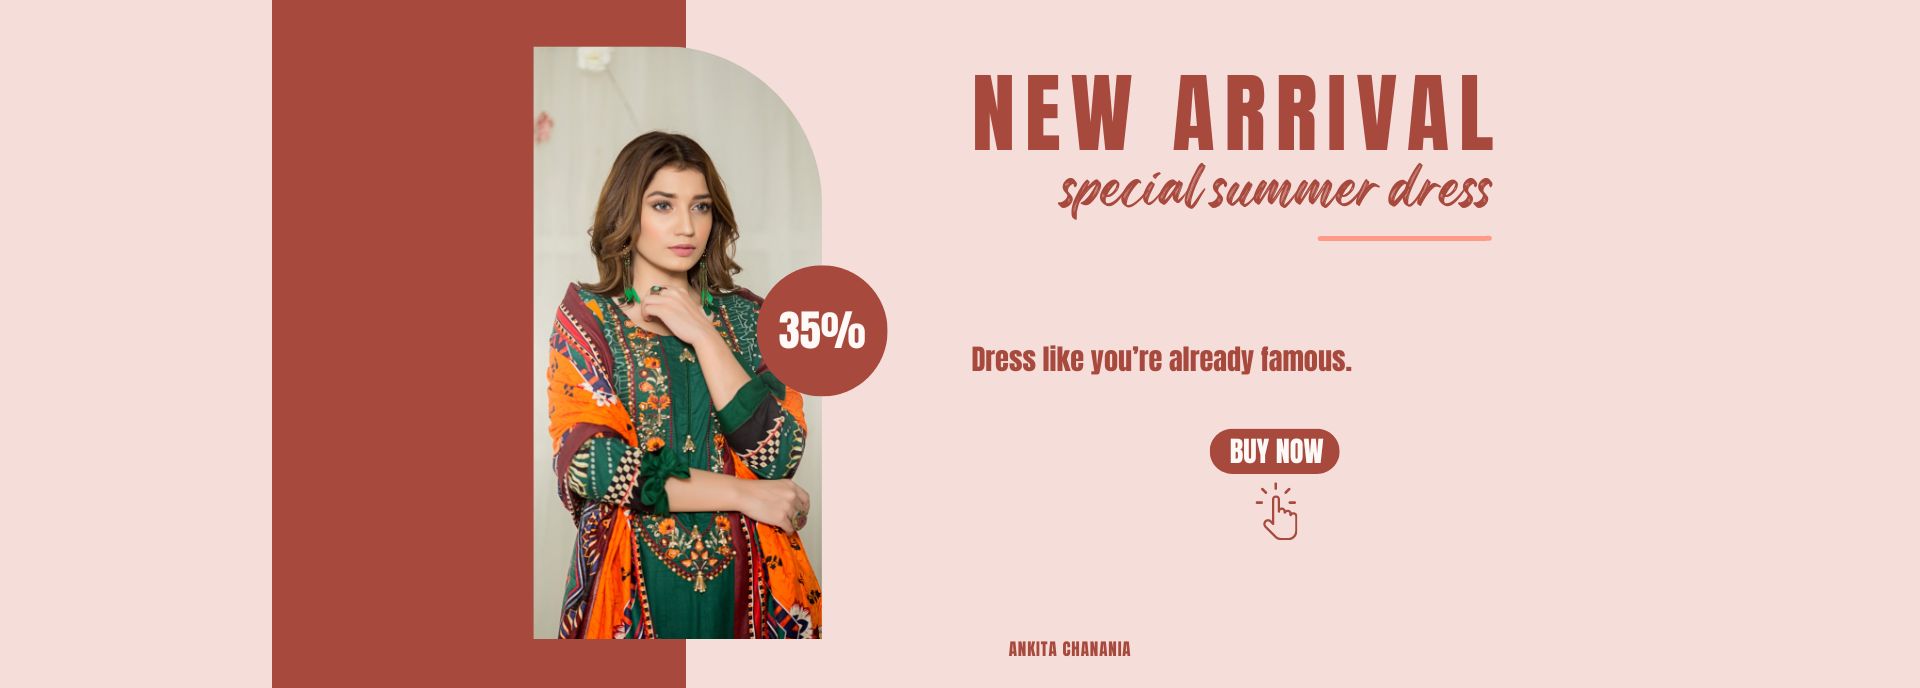 NEW ARRIVAL
special summer dress
35%
Dress like you’re already famous.
BUY NOW
ANKITA CHANANIA